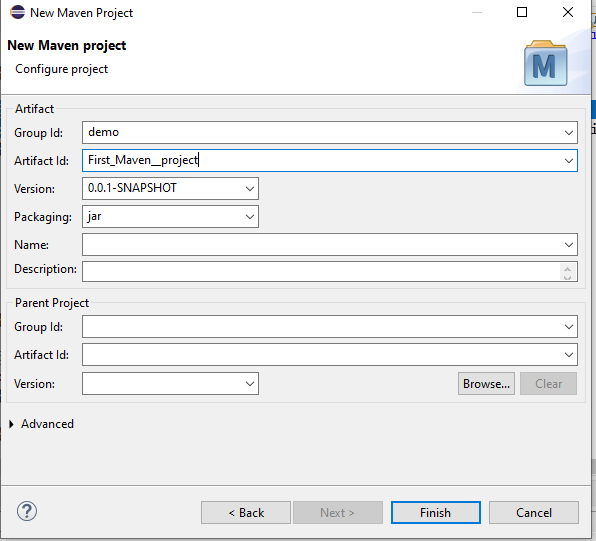 New Maven Project
New Maven project
Configure project
M
Artifact
Group Id: demo
Artifact Id: First_Maven__project
Version: 0.0.1-SNAPSHOT
Packaging: jar
Name:
Description:
Parent Project
Group Id:
Artifact Id:
Version: Browse... Clear
Advanced
? < Back Next > Finish Cancel